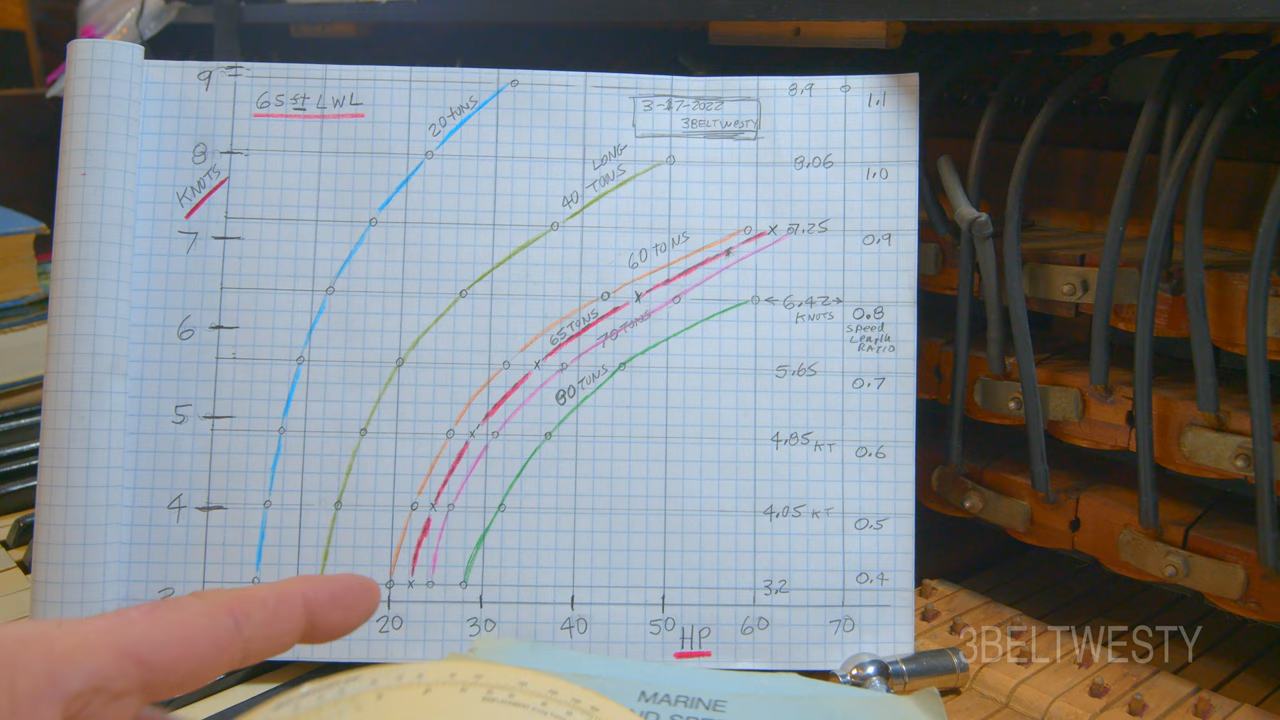 9
65 ft LWL
20 TONS
3-17-2022
3BELTWESTY
8.9
1.1
8
KNOTS
LONG
40 TONS
8.06
1.0
7
60 TONS
7.25
0.9
6
65 TONS
70 TONS
←6.42→
KNOTS
0.8
SPEED
LENGTH
RATIO
5
80 TONS
5.65
0.7
4.85 KT
0.6
4
4.05 KT
0.5
3.2
0.4
20
30
40
50
HP
60
70
3BELTWESTY
MARINE